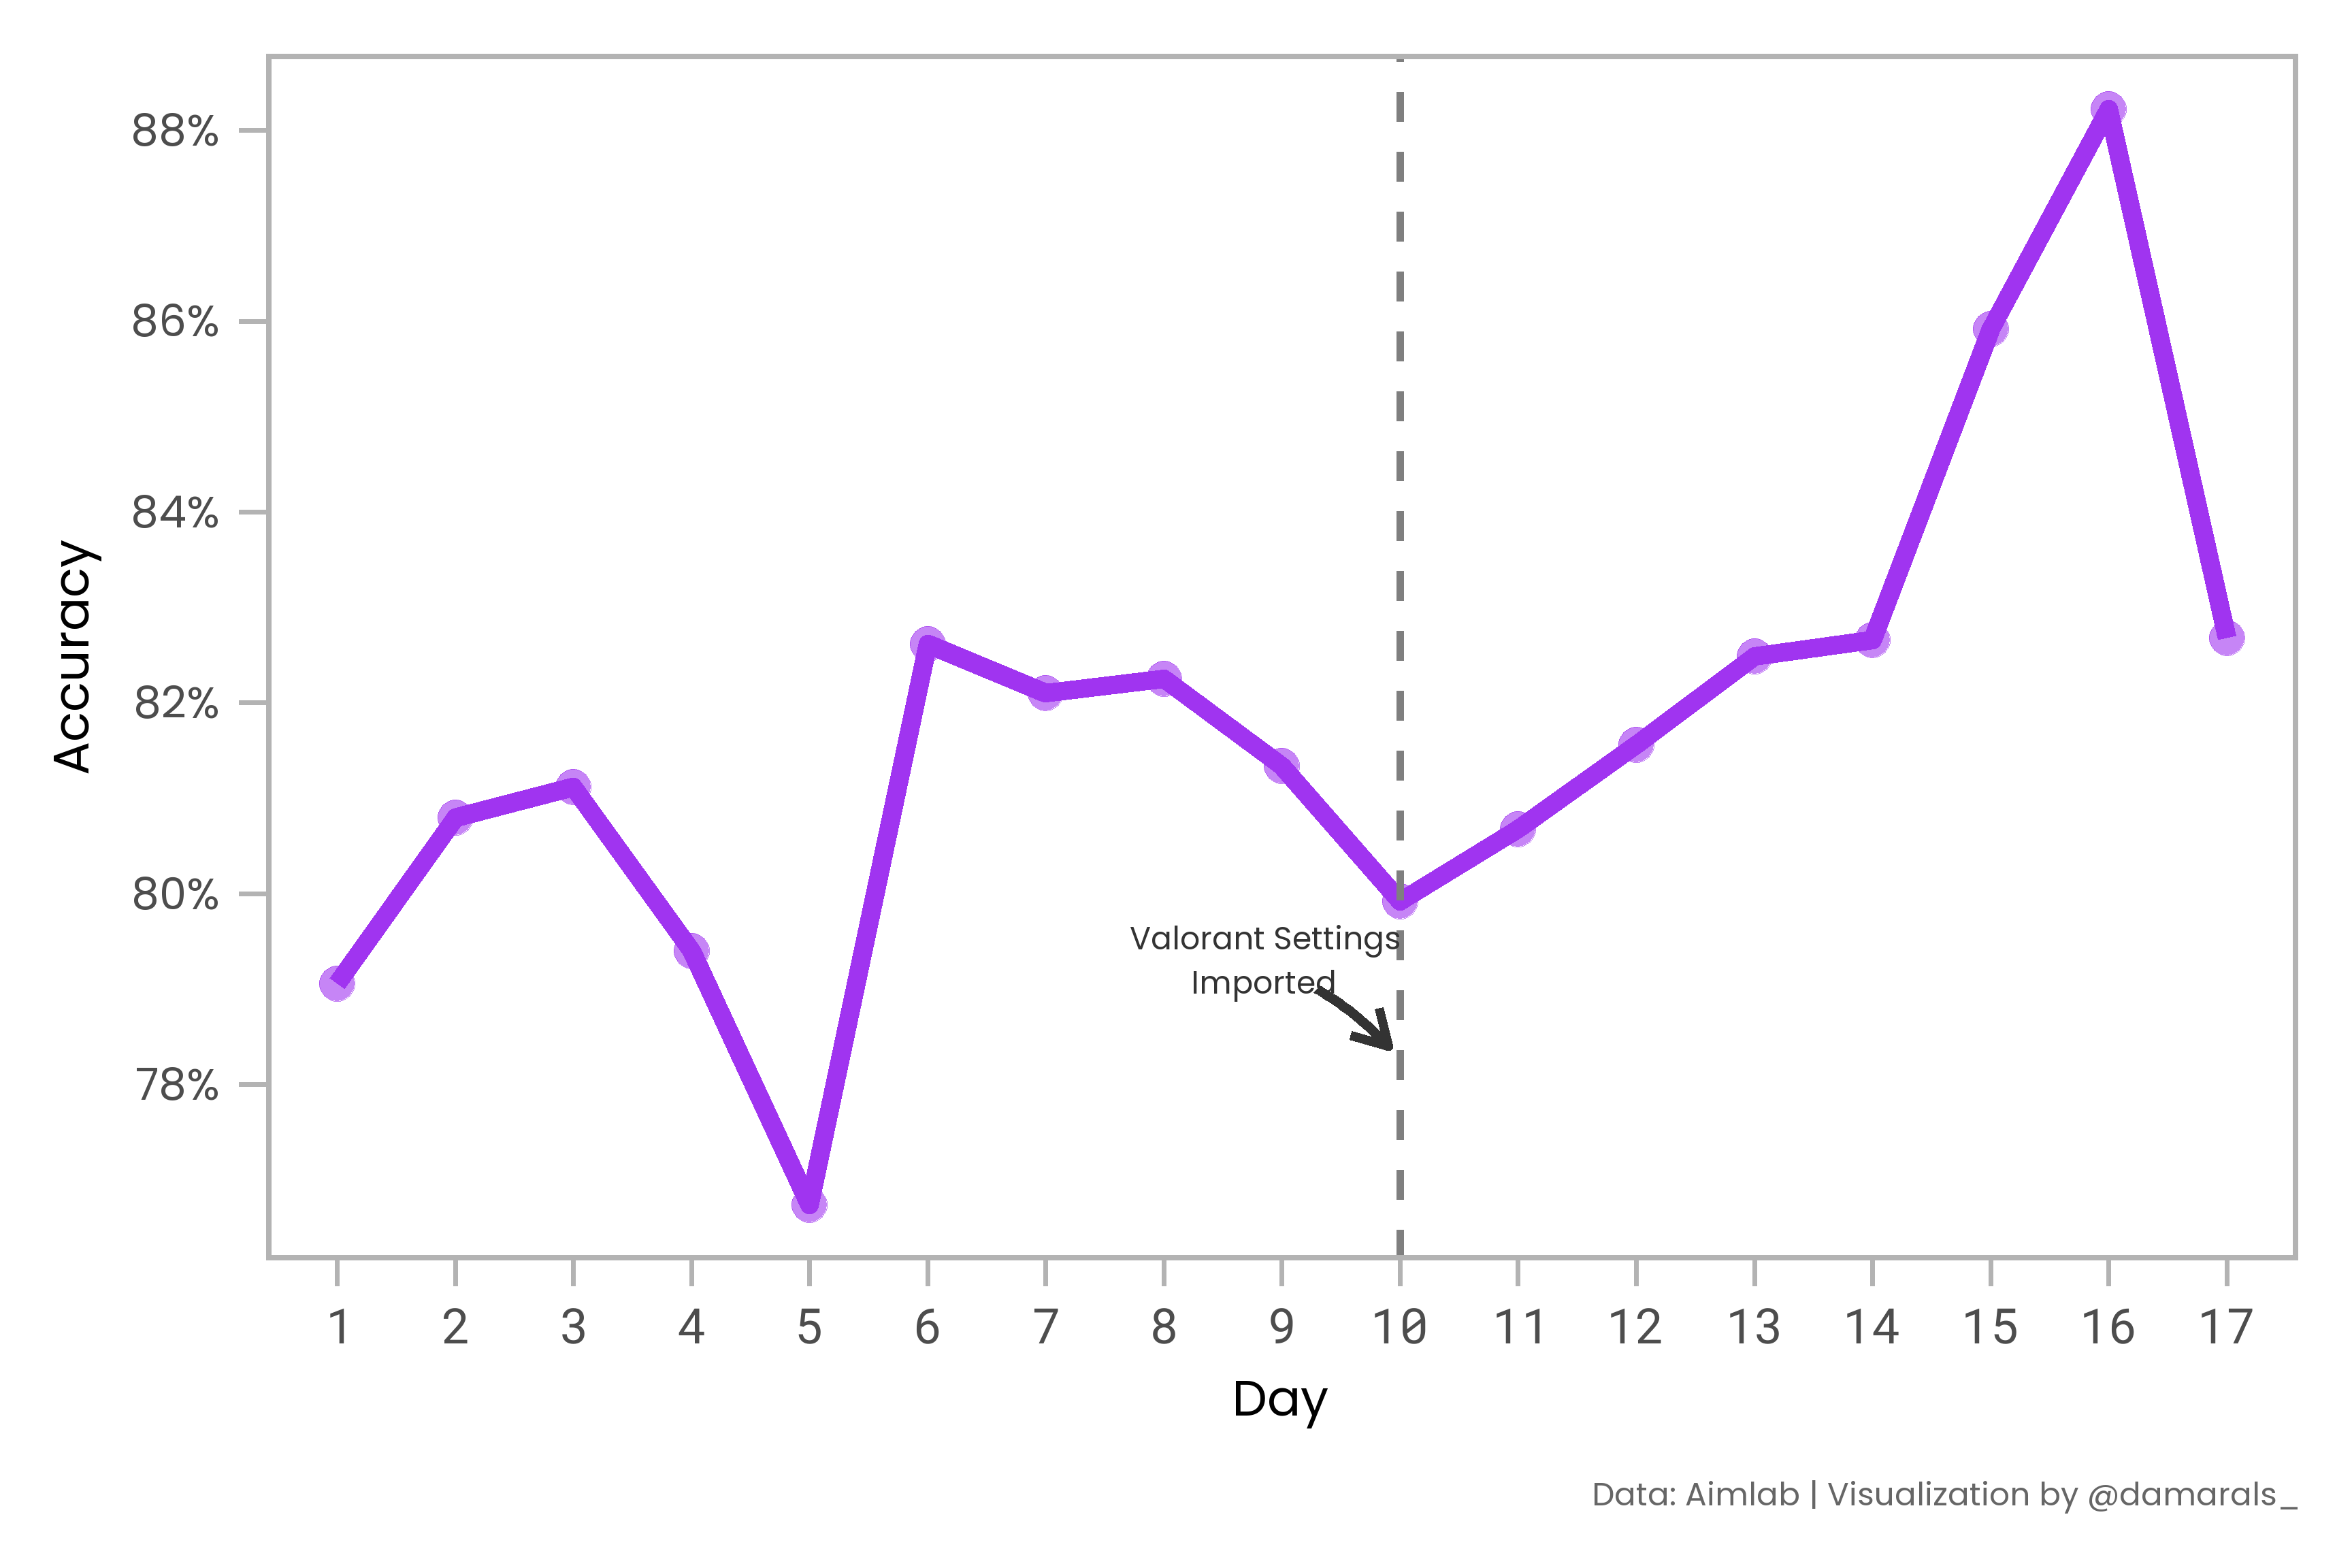 88%
86%
84%
82%
80%
78%
Accuracy
Valorant Settings
Imported
1 2 3 4 5 6 7 8 9 10 11 12 13 14 15 16 17
Day
Data: Aimlab | Visualization by @damarals_